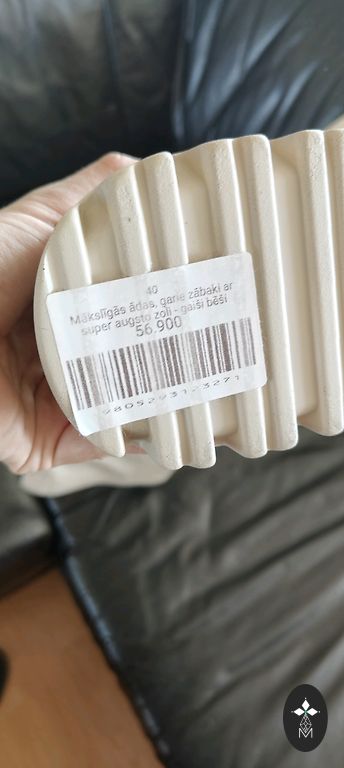 40
Mākslīgās ādas, garie zābaki ar
super augsto zoli - gaiši bēši
56.900
M